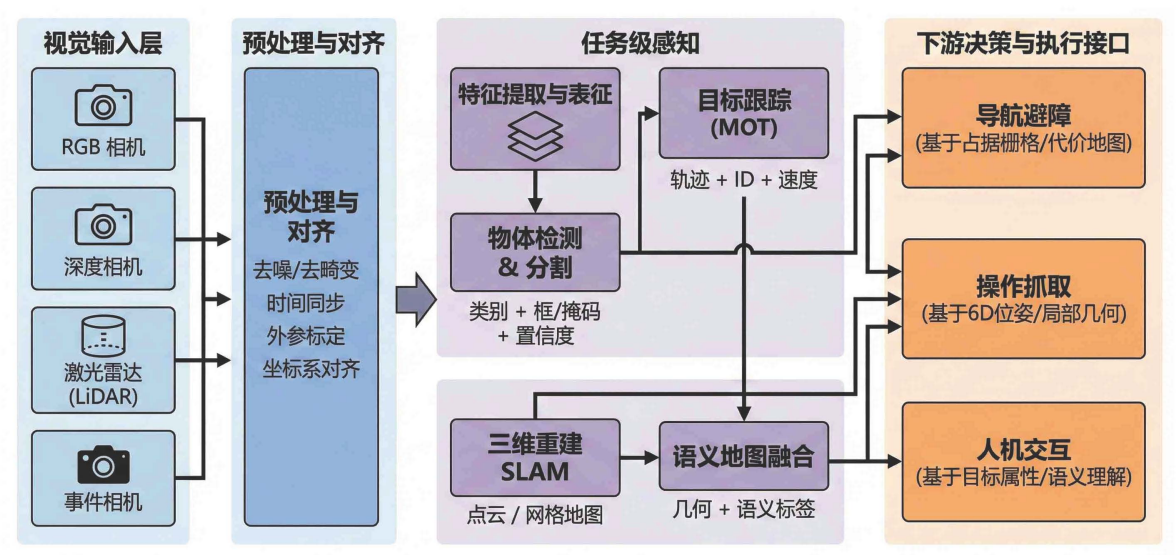 视觉输入层
RGB 相机
深度相机
激光雷达
(LiDAR)
事件相机
预处理与对齐
预处理与
对齐
去噪/去畸变
时间同步
外参标定
坐标系对齐
任务级感知
特征提取与表征
物体检测
& 分割
类别 + 框/掩码
+ 置信度
目标跟踪
(MOT)
轨迹 + ID + 速度
三维重建
SLAM
点云 / 网格地图
语义地图融合
几何 + 语义标签
下游决策与执行接口
导航避障
(基于占据栅格/代价地图)
操作抓取
(基于6D位姿/局部几何)
人机交互
(基于目标属性/语义理解)